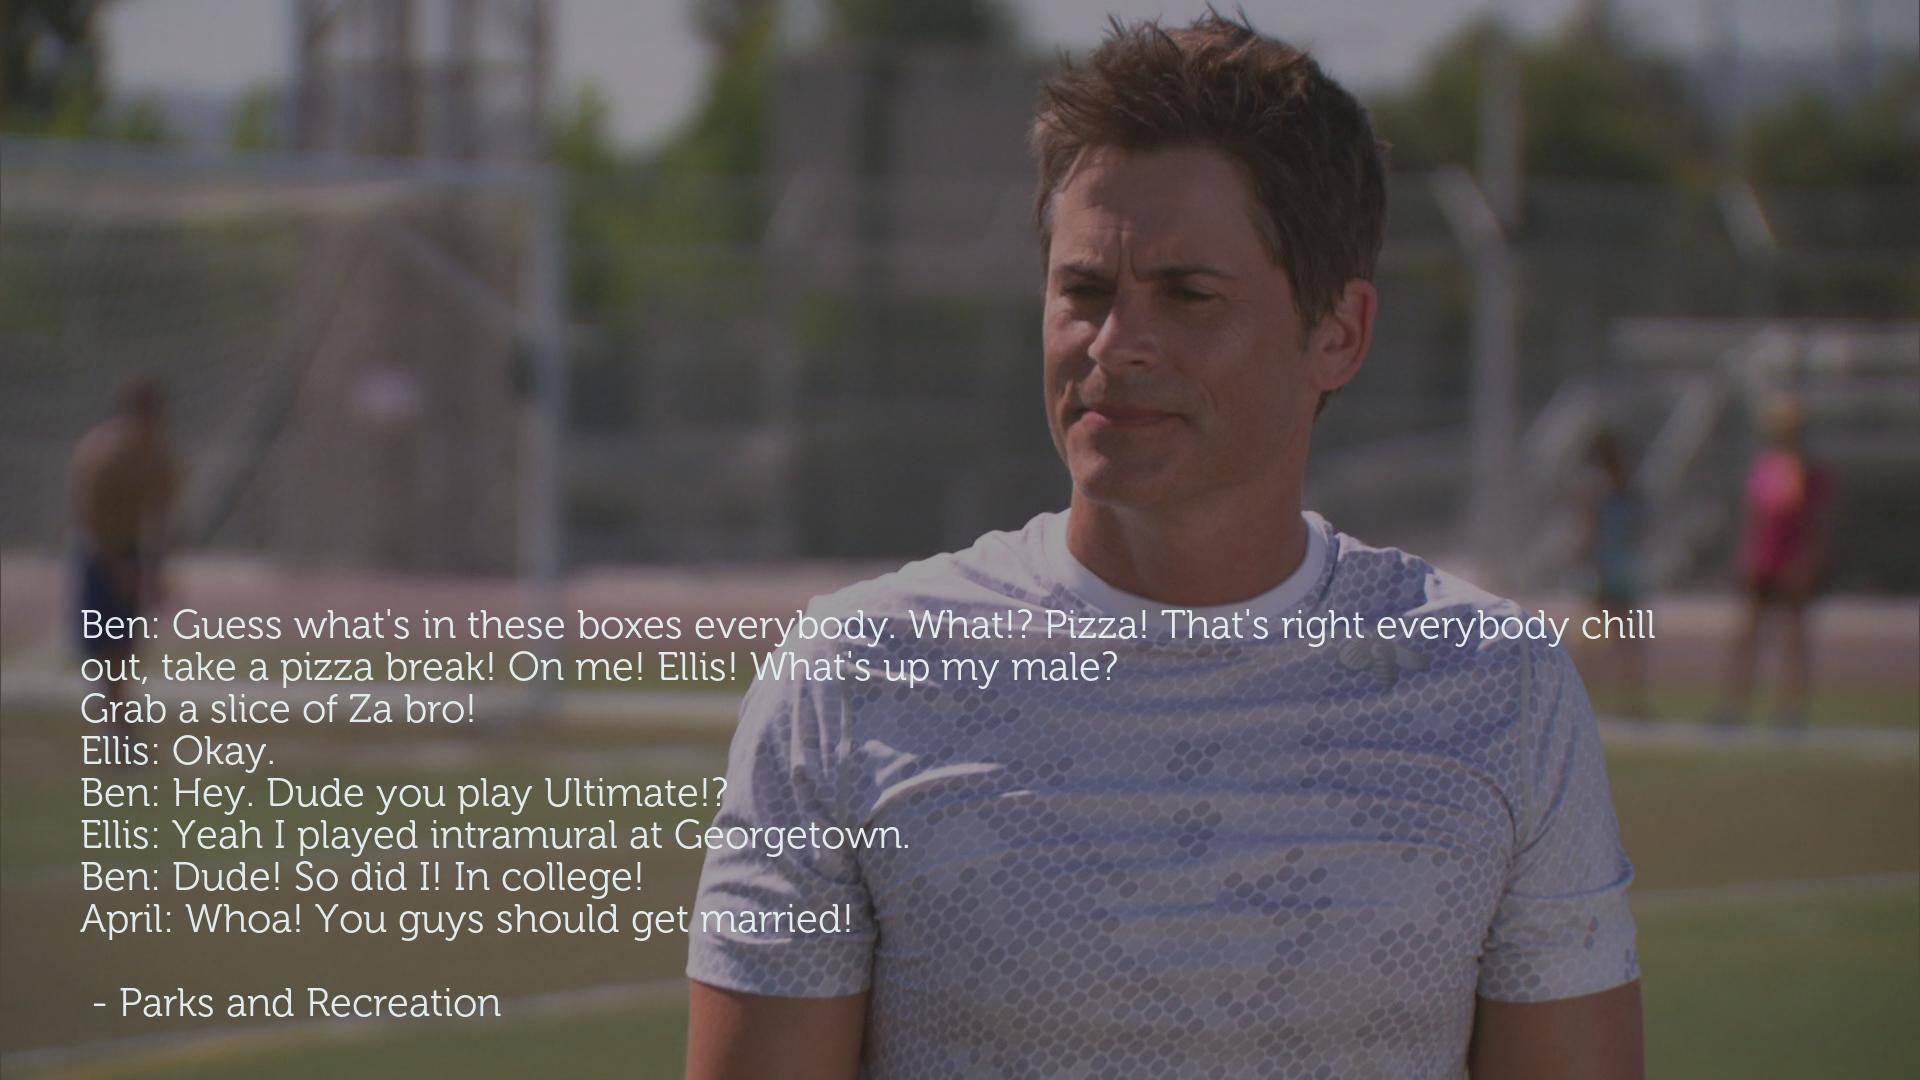 Ben: Guess what's in these boxes everybody. What!? Pizza! That's right everybody chill
out, take a pizza break! On me! Ellis! What's up my male?
Grab a slice of Za bro!
Ellis: Okay.
Ben: Hey. Dude you play Ultimate!?
Ellis: Yeah I played intramural at Georgetown.
Ben: Dude! So did I! In college!
April: Whoa! You guys should get married!
- Parks and Recreation